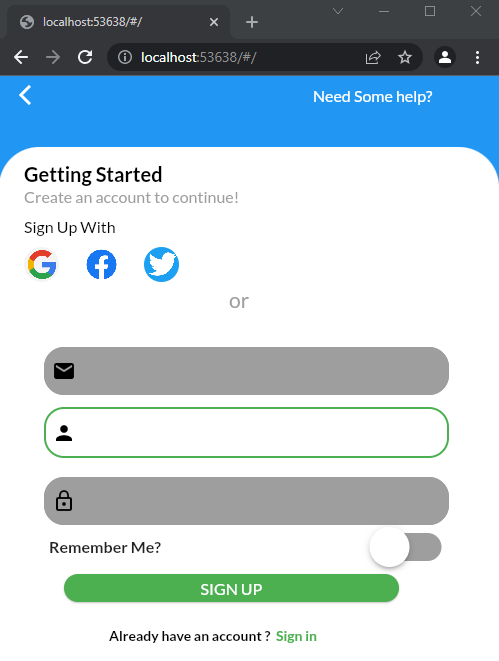 localhost:53638/#/
localhost:53638/#/
Need Some help?
Getting Started
Create an account to continue!
Sign Up With
or
Remember Me?
SIGN UP
Already have an account ? Sign in